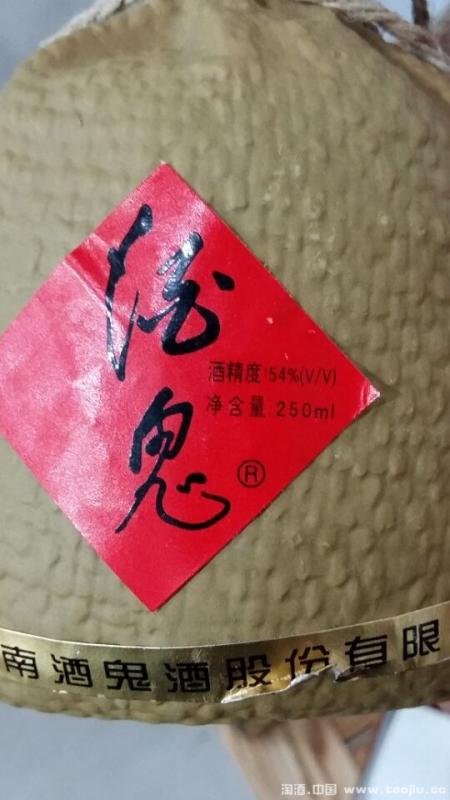 酒鬼
酒精度:54%(V/V)
净含量:250ml
®
南酒鬼酒股份有限
淘酒.中国 www.taojiu.cc